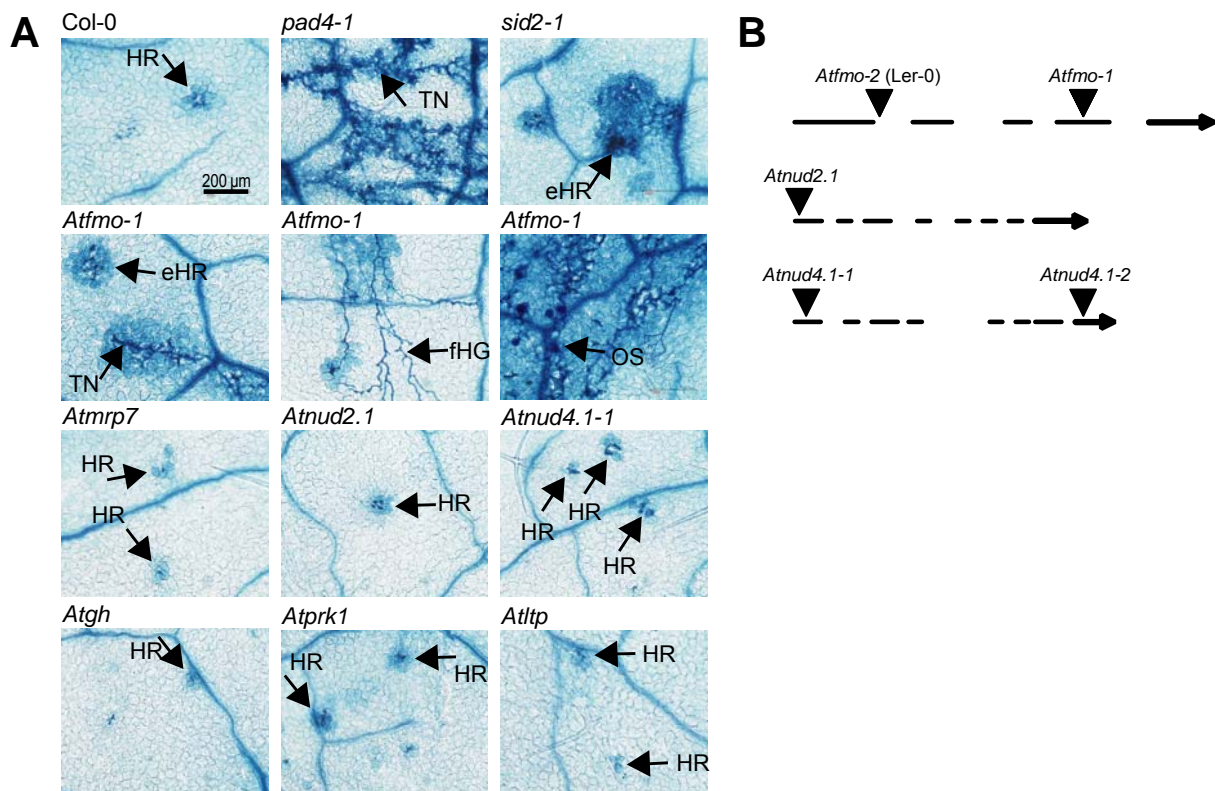 A
Col-0 pad4-1 sid2-1
HR
TN
eHR
200 µm
Atfmo-1 Atfmo-1 Atfmo-1
eHR
TN
fHG
OS
Atmrp7 Atnud2.1 Atnud4.1-1
HR
HR
HR
HR
HR
HR
Atgh Atprk1 Atltp
HR
HR
HR
HR
HR
B
Atfmo-2 (Ler-0) Atfmo-1
Atnud2.1
Atnud4.1-1 Atnud4.1-2